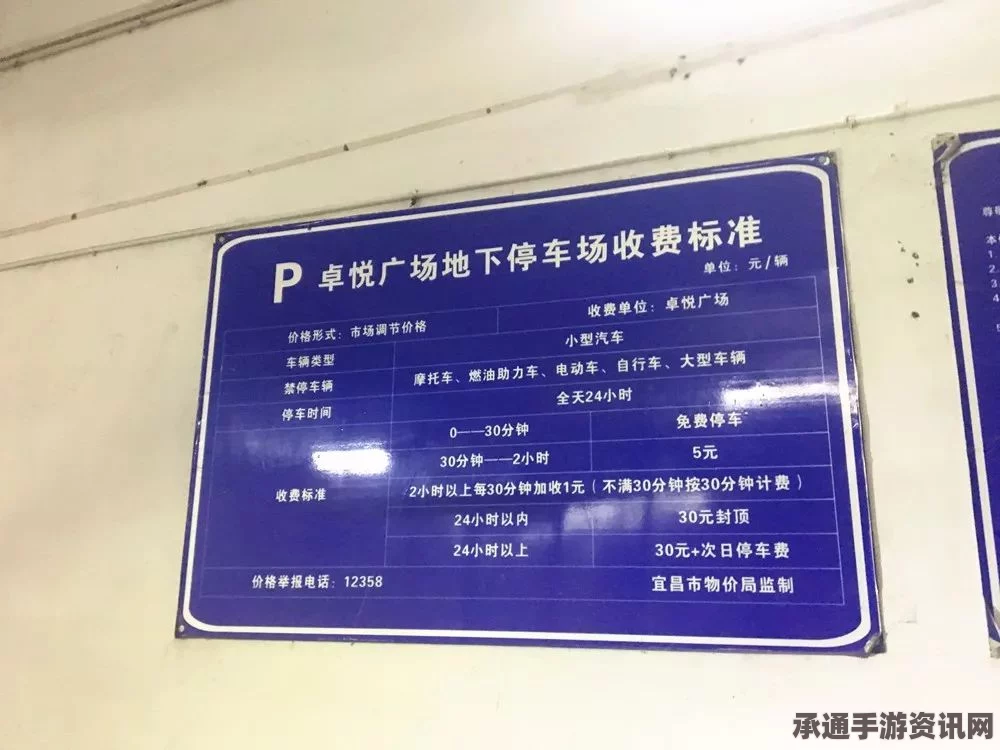 P 卓悦广场地下停车场收费标准
单位：元/辆
价格形式：市场调节价格 收费单位：卓悦广场
车辆类型 小型汽车
禁停车辆 摩托车、燃油助力车、电动车、自行车、大型车辆
停车时间 全天24小时
收费标准
0——30分钟 免费停车
30分钟——2小时 5元
2小时以上每30分钟加收1元（不满30分钟按30分钟计费）
24小时以内 30元封顶
24小时以上 30元+次日停车费
价格举报电话：12358 宜昌市物价局监制
尊
本
1.
2.
3.
4.
承通手游资讯网